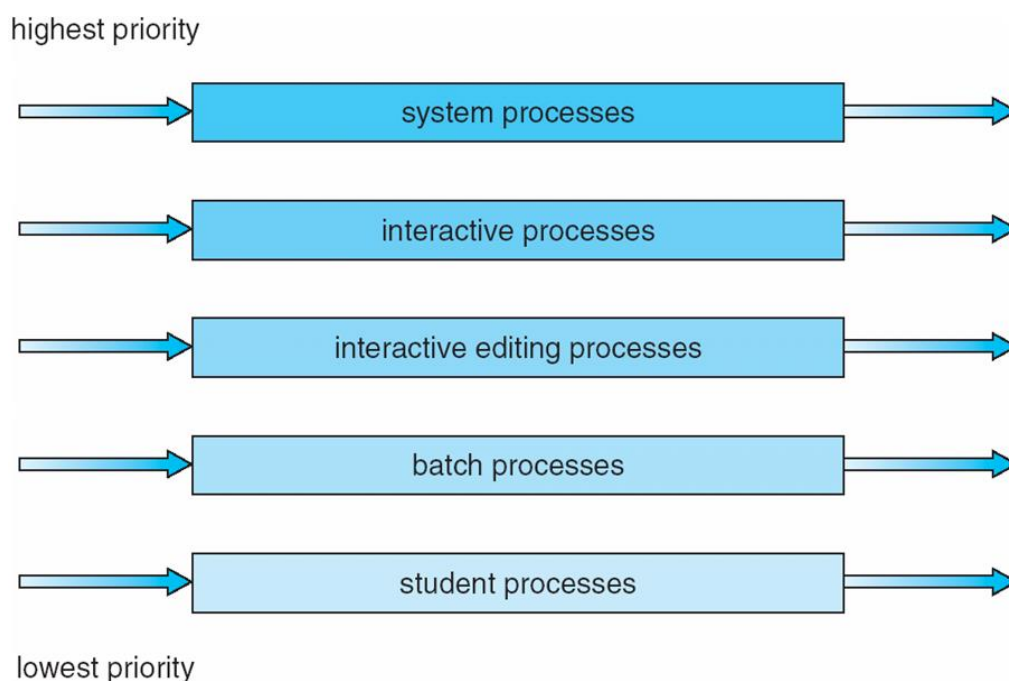 highest priority
system processes
interactive processes
interactive editing processes
batch processes
student processes
lowest priority